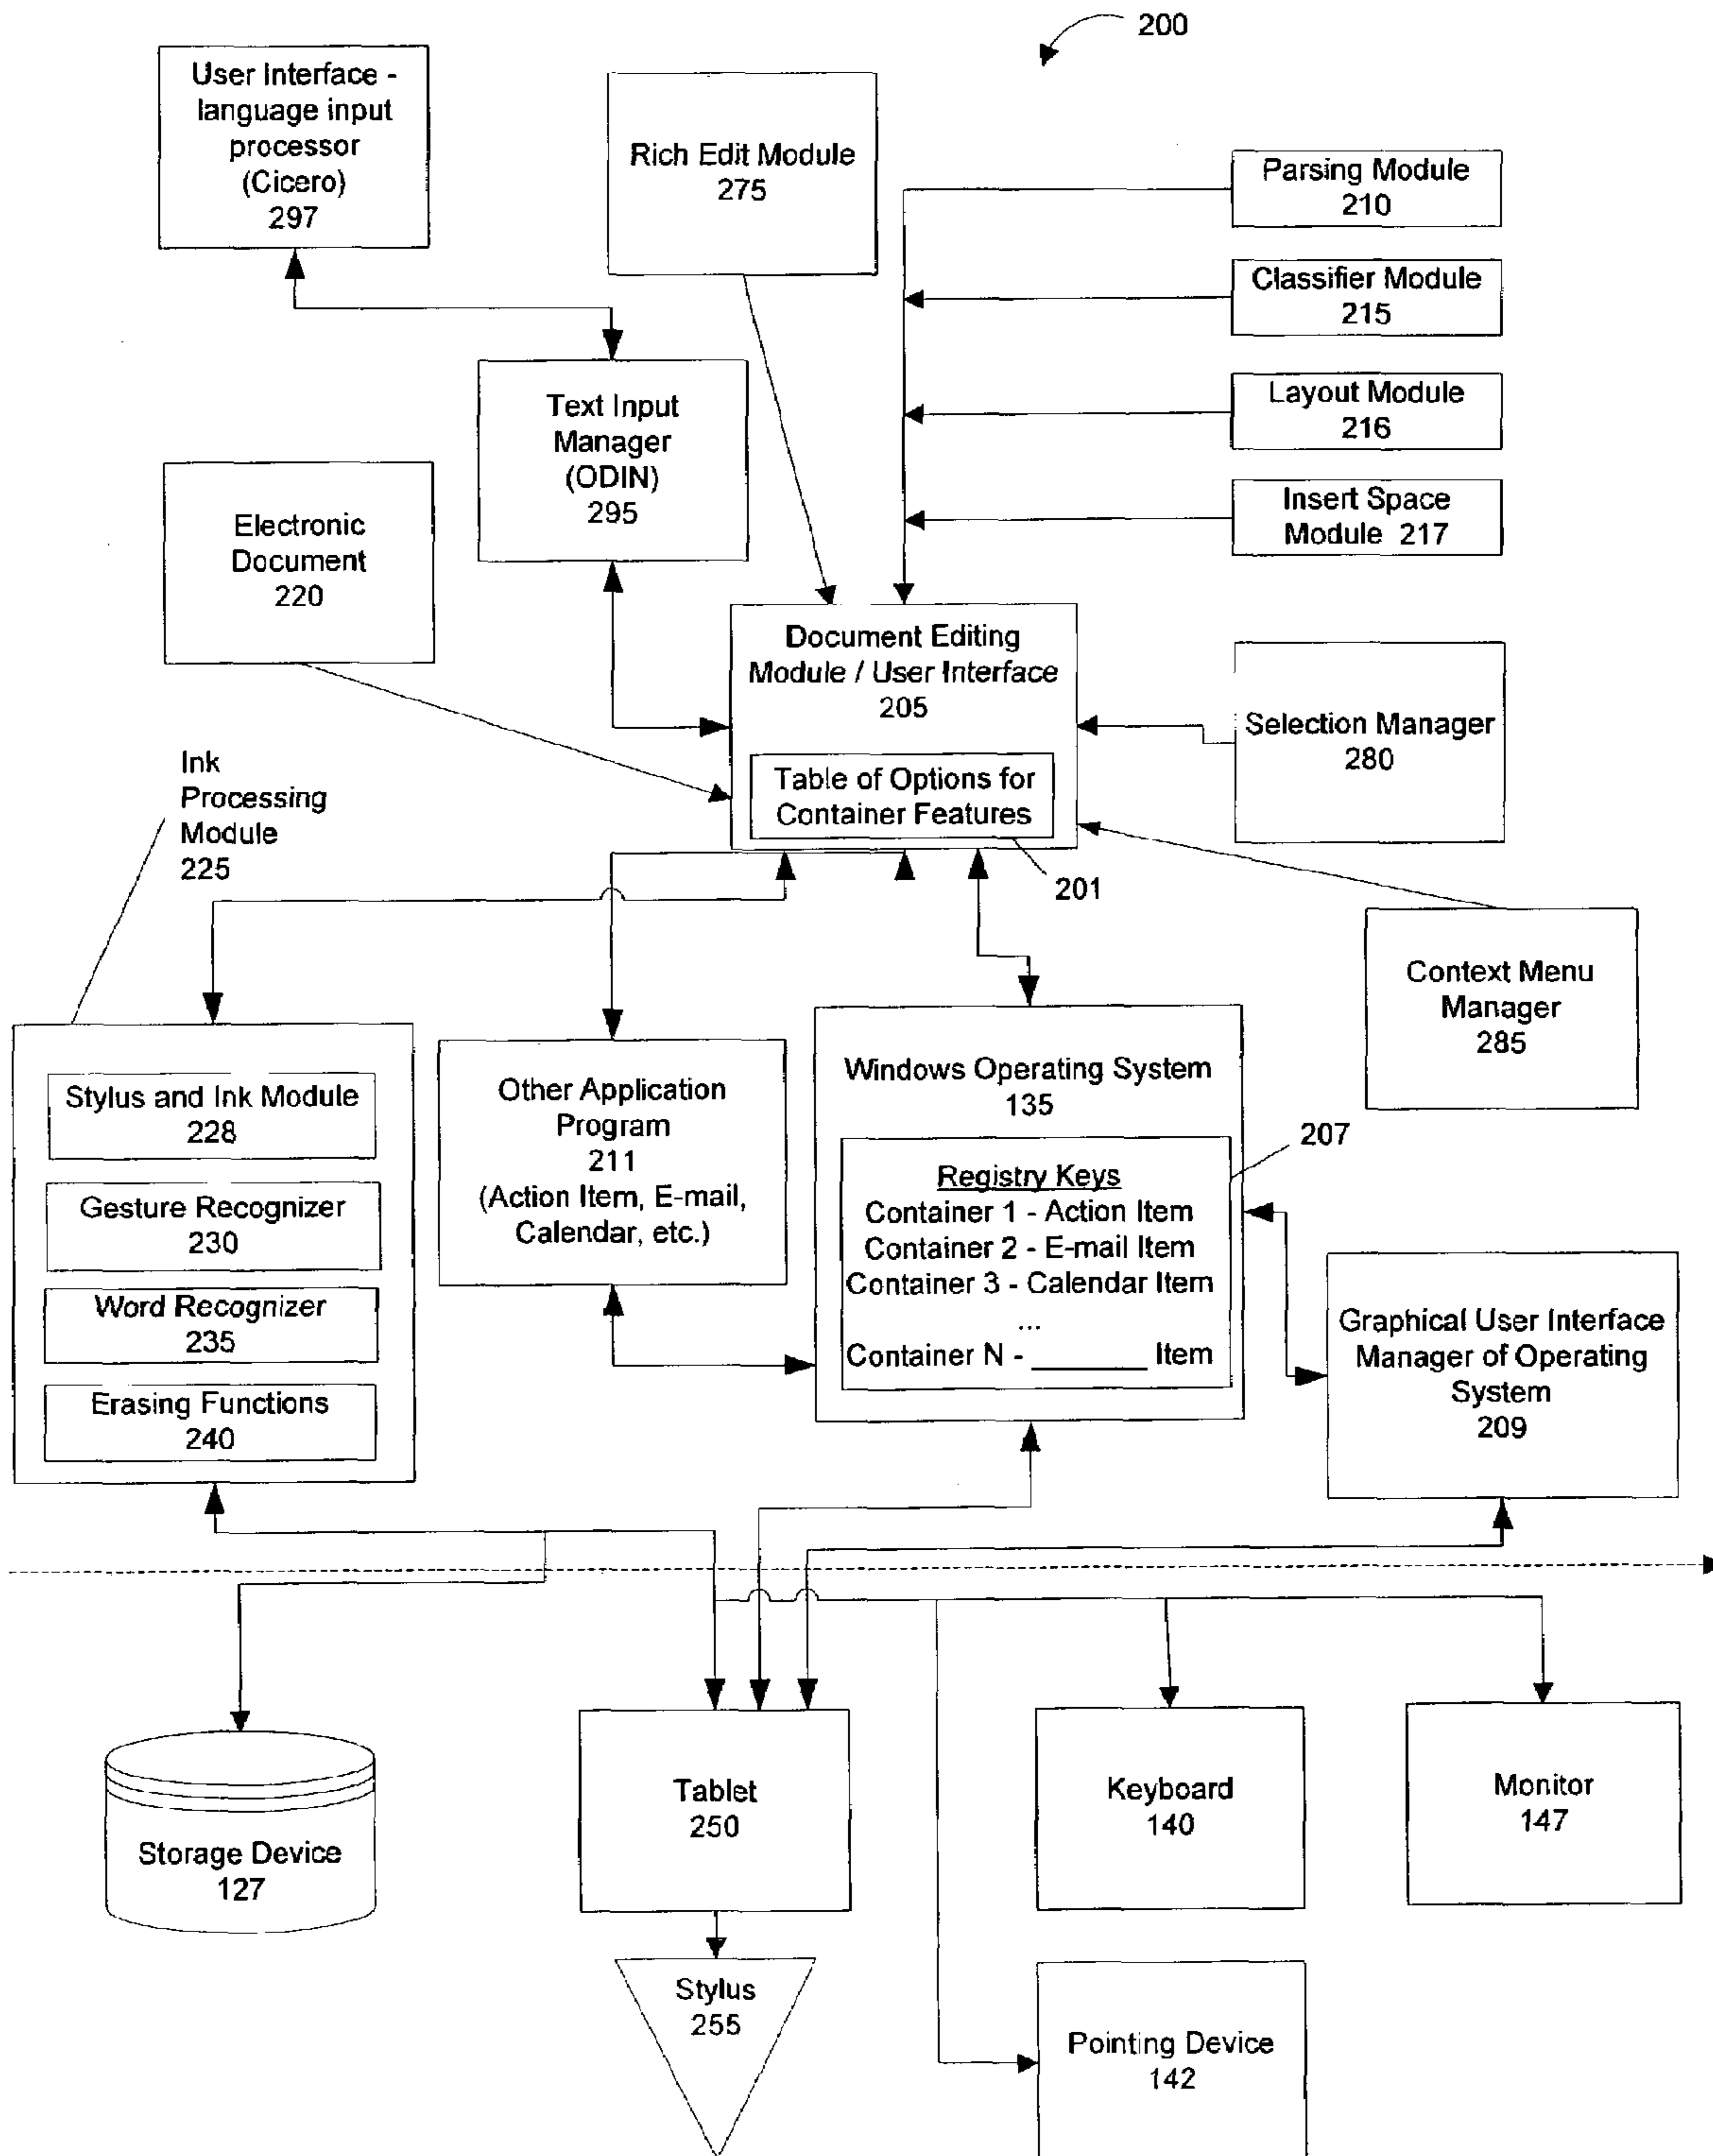 200
User Interface -
language input
processor
(Cicero)
297
Rich Edit Module
275
Parsing Module
210
Classifier Module
215
Layout Module
216
Insert Space
Module 217
Text Input
Manager
(ODIN)
295
Electronic
Document
220
Document Editing
Module / User Interface
205
Table of Options for
Container Features
201
Selection Manager
280
Ink
Processing
Module
225
Context Menu
Manager
285
Stylus and Ink Module
228
Gesture Recognizer
230
Word Recognizer
235
Erasing Functions
240
Other Application
Program
211
(Action Item, E-mail,
Calendar, etc.)
Windows Operating System
135
207
Registry Keys
Container 1 - Action Item
Container 2 - E-mail Item
Container 3 - Calendar Item
...
Container N - ________ Item
Graphical User Interface
Manager of Operating
System
209
Storage Device
127
Tablet
250
Keyboard
140
Monitor
147
Stylus
255
Pointing Device
142